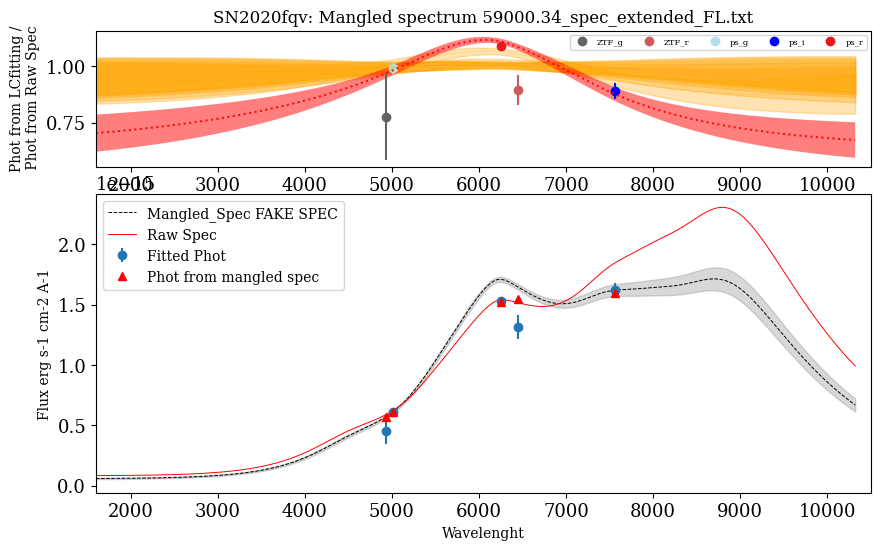 SN2020fqv: Mangled spectrum 59000.34_spec_extended_FL.txt
Phot from LCfitting /
Phot from Raw Spec
1.00
0.75
ZTF_g
ZTF_r
ps_g
ps_i
ps_r
2000 3000 4000 5000 6000 7000 8000 9000 10000
1e−15
Flux erg s-1 cm-2 A-1
2.0
1.5
1.0
0.5
0.0
Mangled_Spec FAKE SPEC
Raw Spec
Fitted Phot
Phot from mangled spec
2000 3000 4000 5000 6000 7000 8000 9000 10000
Wavelenght